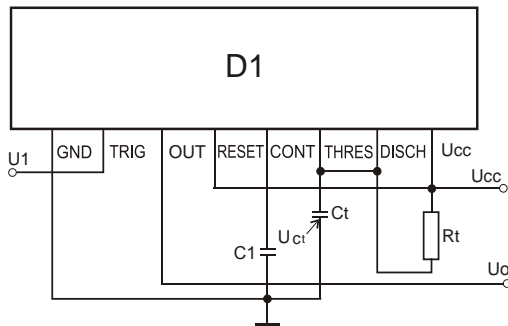 D1
U1
GND TRIG OUT RESET CONT THRES DISCH Ucc
Ucc
Ct
Uct
Rt
C1
Uo